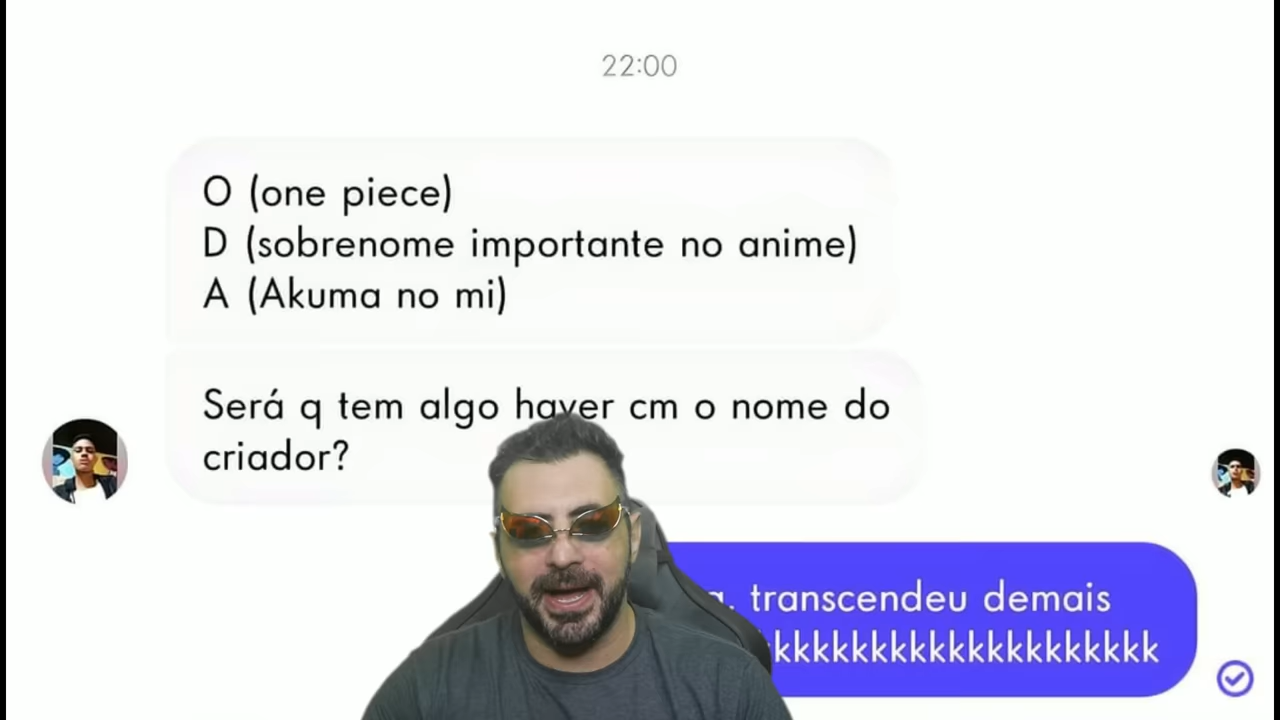 22:00
O (one piece)
D (sobrenome importante no anime)
A (Akuma no mi)
Será q tem algo haver cm o nome do
criador?
transcendeu demais
kkkkkkkkkkkkkkkkkkkk